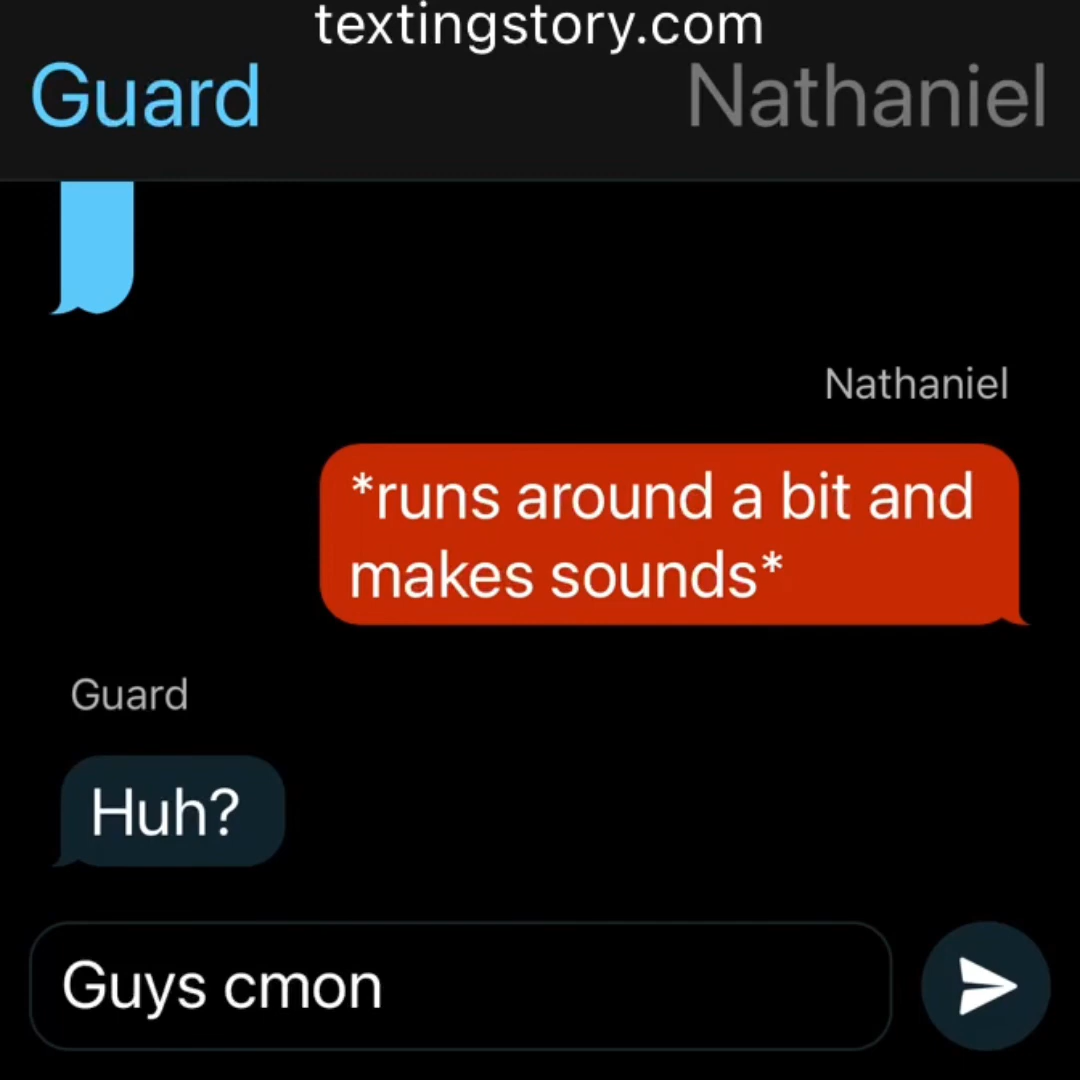 textingstory.com
Guard
Nathaniel
Nathaniel
*runs around a bit and
makes sounds*
Guard
Huh?
Guys cmon